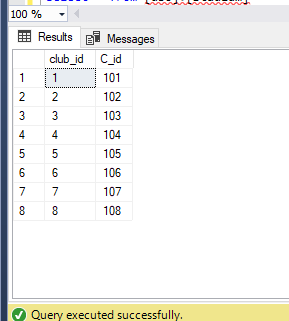 100 %
Results Messages
club_id C_id
1 1 101
2 2 102
3 3 103
4 4 104
5 5 105
6 6 106
7 7 107
8 8 108
Query executed successfully.